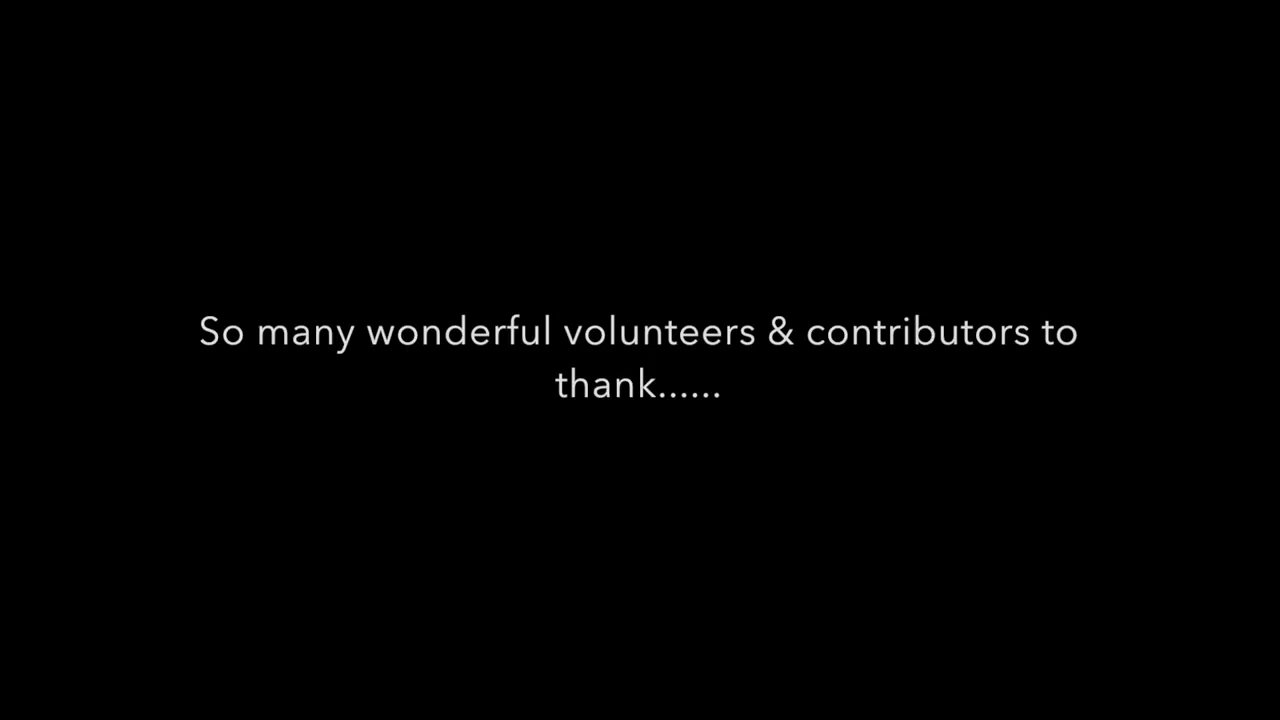 So many wonderful volunteers & contributors to
thank......